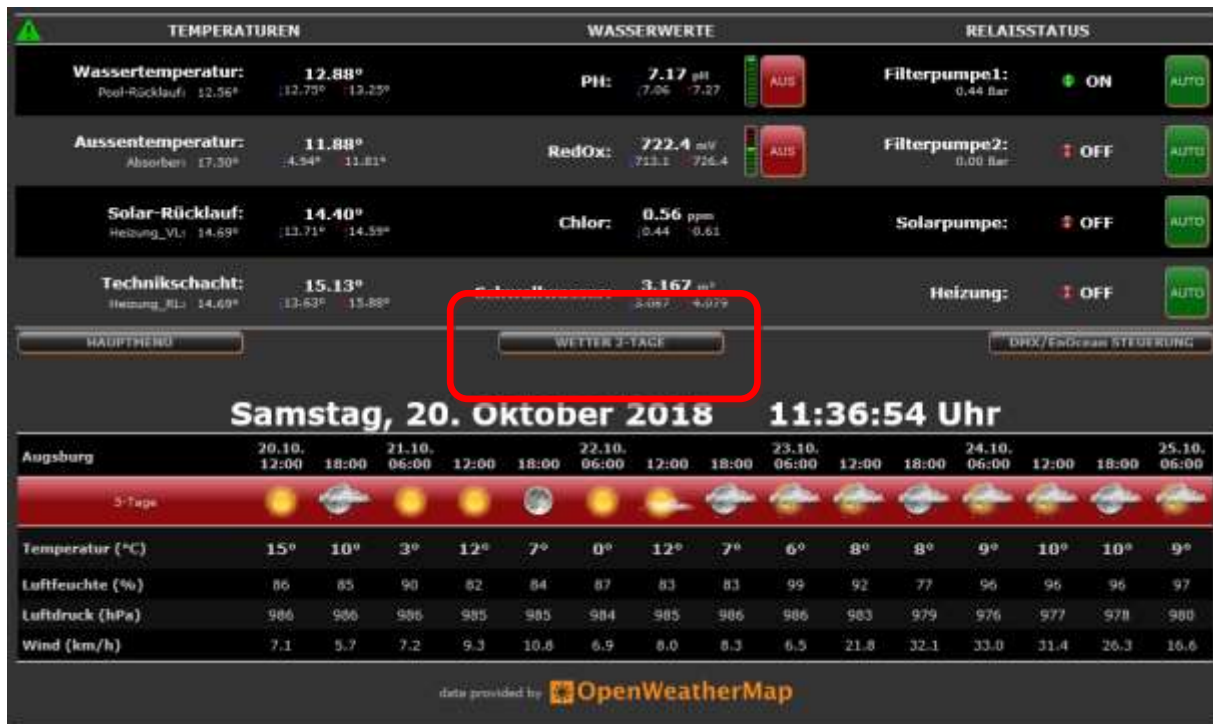 TEMPERATUREN WASSERWERTE RELAISSTATUS
Wassertemperatur: 12.88° PH: 7.17 pH AUS Filterpumpe1: ON AUTO
Pool-Rücklauf: 12.56° 12.75° 13.25° 7.06 7.27 0.44 Bar
Aussentemperatur: 11.88° RedOx: 722.4 mV AUS Filterpumpe2: OFF AUTO
Absorber: 17.50° 4.94° 11.81° 713.1 726.4 0.00 Bar
Solar-Rücklauf: 14.40° Chlor: 0.56 ppm Solarpumpe: OFF AUTO
Heizung_VL: 14.69° 13.71° 14.59° 0.44 0.61
Technikschacht: 15.13° 3.167 m³ Heizung: OFF AUTO
Heizung_RL: 14.69° 13.63° 15.88° 4.079
HAUPTMENÜ WETTER 2-TAGE DMX/EnOcean STEUERUNG
Samstag, 20. Oktober 2018 11:36:54 Uhr
Augsburg 20.10. 12:00 18:00 21.10. 06:00 12:00 18:00 22.10. 06:00 12:00 18:00 23.10. 06:00 12:00 18:00 24.10. 06:00 12:00 18:00 25.10. 06:00
5-Tage
Temperatur (°C) 15° 10° 3° 12° 7° 0° 12° 7° 6° 8° 8° 9° 10° 10° 9°
Luftfeuchte (%) 86 85 90 82 84 87 83 83 99 92 77 96 96 96 97
Luftdruck (hPa) 986 986 986 985 985 984 985 986 986 983 979 976 977 978 980
Wind (km/h) 7.1 5.7 7.2 9.3 10.8 6.9 8.0 8.3 6.5 21.8 32.1 33.0 31.4 26.3 16.6
data provided by OpenWeatherMap